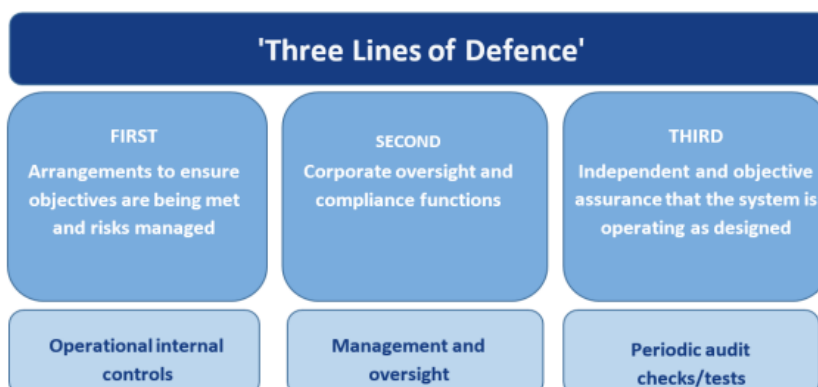 'Three Lines of Defence'
FIRST
Arrangements to ensure
objectives are being met
and risks managed
SECOND
Corporate oversight and
compliance functions
THIRD
Independent and objective
assurance that the system is
operating as designed
Operational internal
controls
Management and
oversight
Periodic audit
checks/tests